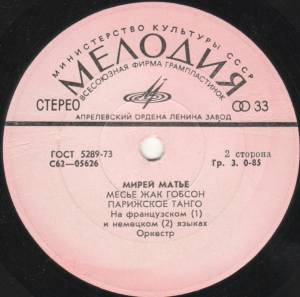 МИНИСТЕРСТВО КУЛЬТУРЫ СССР
МЕЛОДИЯ
ВСЕСОЮЗНАЯ ФИРМА ГРАМПЛАСТИНОК
СТЕРЕО 33
АПРЕЛЕВСКИЙ ОРДЕНА ЛЕНИНА ЗАВОД
ГОСТ 5289-73 2 сторона
С62—05626 Гр. 3. 0-85
МИРЕЙ МАТЬЕ
МЕСЬЕ ЖАК ГОБСОН
ПАРИЖСКОЕ ТАНГО
На французском (1)
и немецком (2) языках
Оркестр